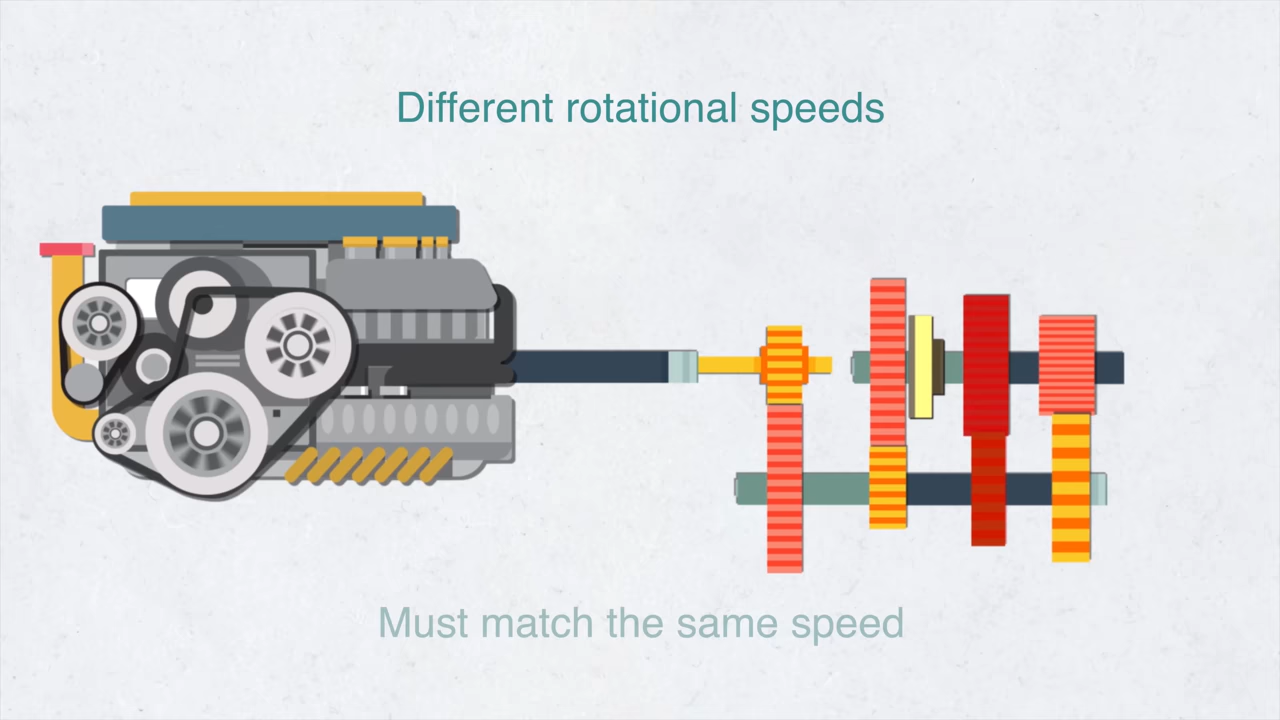 Different rotational speeds
Must match the same speed